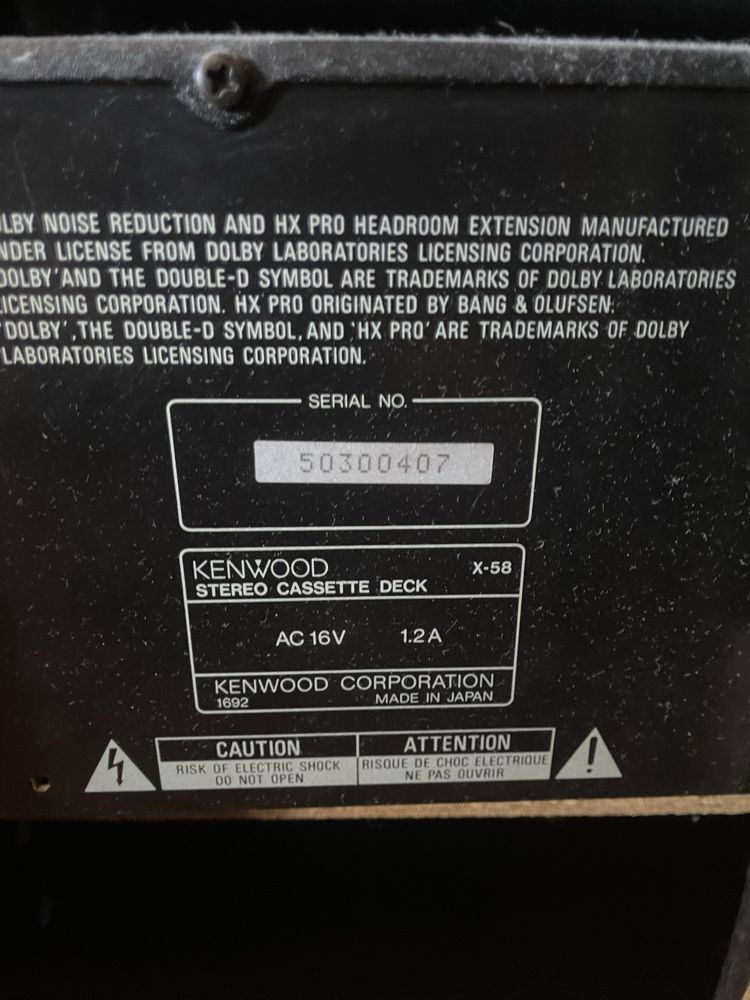 LBY NOISE REDUCTION AND HX PRO HEADROOM EXTENSION MANUFACTURED
NDER LICENSE FROM DOLBY LABORATORIES LICENSING CORPORATION.
DOLBY' AND THE DOUBLE-D SYMBOL ARE TRADEMARKS OF DOLBY LABORATORIES
ICENSING CORPORATION. HX PRO ORIGINATED BY BANG & OLUFSEN.
'DOLBY', THE DOUBLE-D SYMBOL, AND 'HX PRO' ARE TRADEMARKS OF DOLBY
LABORATORIES LICENSING CORPORATION.
SERIAL NO.
50300407
KENWOOD X-58
STEREO CASSETTE DECK
AC 16V 1.2A
KENWOOD CORPORATION
1692 MADE IN JAPAN
CAUTION
RISK OF ELECTRIC SHOCK
DO NOT OPEN
ATTENTION
RISQUE DE CHOC ELECTRIQUE
NE PAS OUVRIR